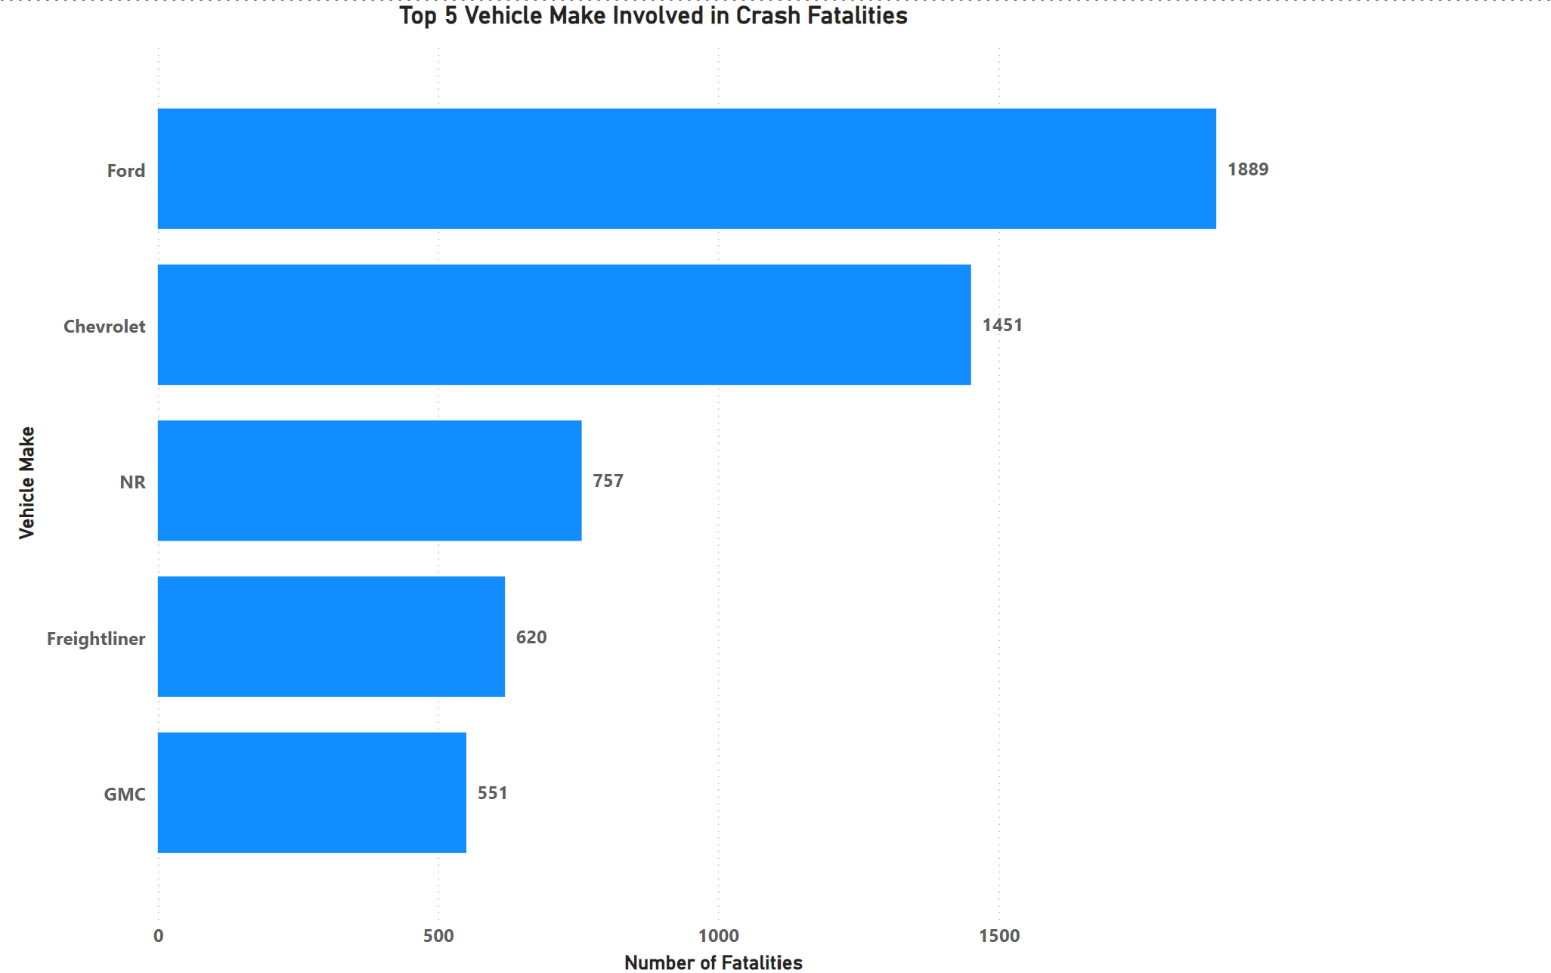 Top 5 Vehicle Make Involved in Crash Fatalities
Ford
1889
Chevrolet
1451
NR
757
Freightliner
620
GMC
551
Vehicle Make
0
500
1000
1500
Number of Fatalities